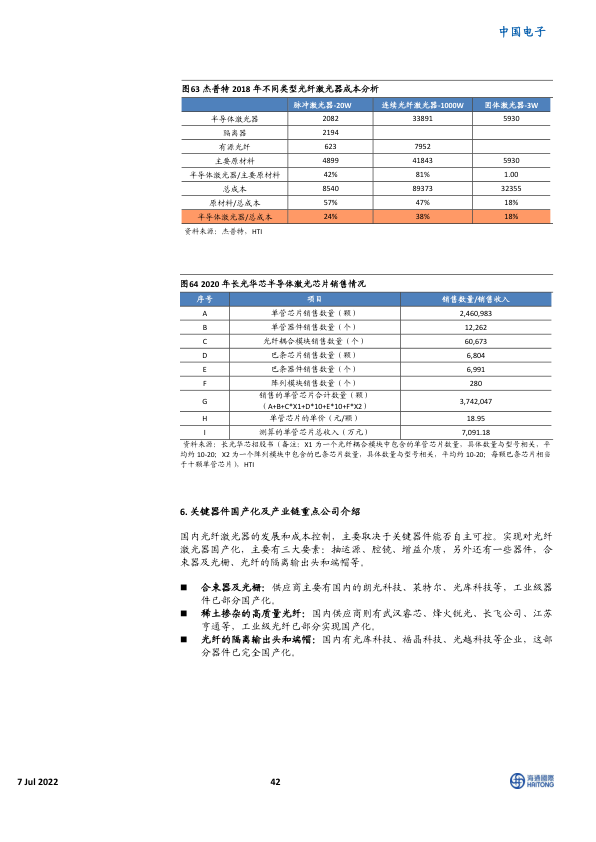 中国电子
图63 杰普特 2018 年不同类型光纤激光器成本分析
脉冲激光器-20W 连续光纤激光器-1000W 固体激光器-3W
半导体激光器 2082 33891 5930
隔离器 2194
有源光纤 623 7952
主要原材料 4899 41843 5930
半导体激光器/主要原材料 42% 81% 1.00
总成本 8540 89373 32355
原材料/总成本 57% 47% 18%
半导体激光器/总成本 24% 38% 18%
资料来源：杰普特、HTI
图64 2020 年长光华芯半导体激光芯片销售情况
序号 项目 销售数量/销售收入
A 单管芯片销售数量（颗） 2,460,983
B 单管器件销售数量（个） 12,262
C 光纤耦合模块销售数量（个） 60,673
D 巴条芯片销售数量（颗） 6,804
E 巴条器件销售数量（个） 6,991
F 阵列模块销售数量（个） 280
G 销售的单管芯片合计数量（颗） 3,742,047
（A+B+C*X1+D*10+E*10+F*X2）
H 单管芯片的单价（元/颗） 18.95
I 测算的单管芯片总收入（万元） 7,091.18
资料来源：长光华芯招股书（备注：X1 为一个光纤耦合模块中包含的单管芯片数量，具体数量与型号相关，平
均约 10-20；X2 为一个阵列模块中包含的巴条芯片数量，具体数量与型号相关，平均约 10-20；每颗巴条芯片相当
于十颗单管芯片），HTI
6. 关键器件国产化及产业链重点公司介绍
国内光纤激光器的发展和成本控制，主要取决于关键器件能否自主可控。实现对光纤
激光器国产化，主要有三大要素：抽运源、腔镜、增益介质，另外还有一些器件，合
束器及光栅、光纤的隔离输出头和端帽等。
■ 合束器及光栅：供应商主要有国内的朗光科技、莱特尔、光库科技等，工业级器
件已部分国产化。
■ 稀土掺杂的高质量光纤：国内供应商则有武汉睿芯、烽火锐光、长飞公司、江苏
亨通等，工业级光纤已部分实现国产化。
■ 光纤的隔离输出头和端帽：国内有光库科技、福晶科技、光越科技等企业，这部
分器件已完全国产化。
7 Jul 2022
42
海通國際
HAITONG